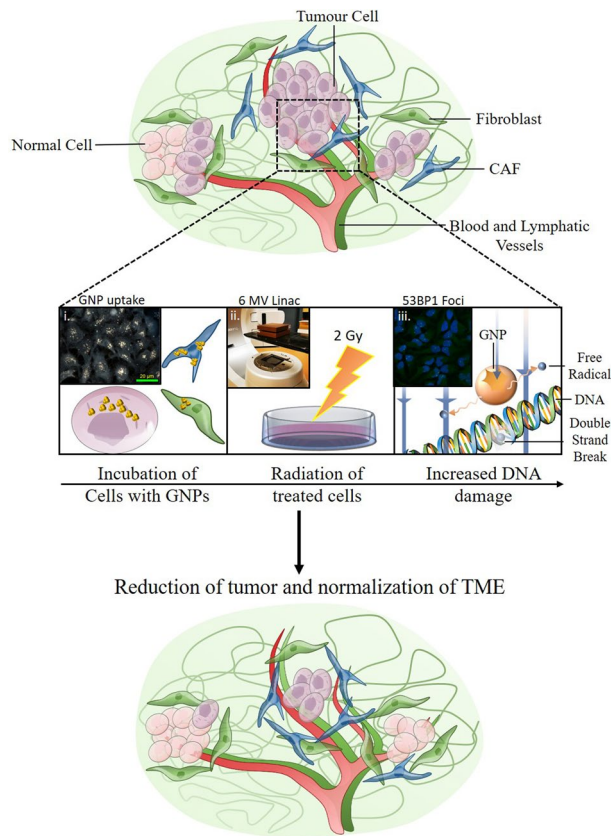 Tumour Cell
Normal Cell
Fibroblast
CAF
Blood and Lymphatic
Vessels
GNP uptake
6 MV Linac
53BP1 Foci
i.
ii.
iii.
20 μm
2 Gy
GNP
Free
Radical
DNA
Double
Strand
Break
Incubation of
Cells with GNPs
Radiation of
treated cells
Increased DNA
damage
Reduction of tumor and normalization of TME